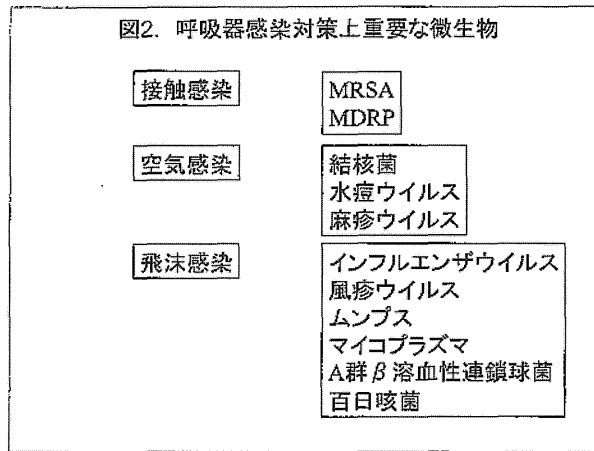 図2. 呼吸器感染対策上重要な微生物
接触感染
MRSA
MDRP
空気感染
結核菌
水痘ウイルス
麻疹ウイルス
飛沫感染
インフルエンザウイルス
風疹ウイルス
ムンプス
マイコプラズマ
A群β溶血性連鎖球菌
百日咳菌